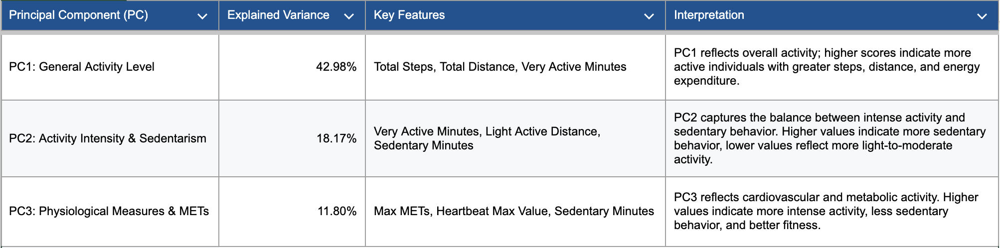 Principal Component (PC) Explained Variance Key Features Interpretation
PC1: General Activity Level
42.98%
Total Steps, Total Distance, Very Active Minutes
PC1 reflects overall activity; higher scores indicate more
active individuals with greater steps, distance, and energy
expenditure.
PC2: Activity Intensity & Sedentarism
18.17%
Very Active Minutes, Light Active Distance,
Sedentary Minutes
PC2 captures the balance between intense activity and
sedentary behavior. Higher values indicate more sedentary
behavior, lower values reflect more light-to-moderate
activity.
PC3: Physiological Measures & METs
11.80%
Max METs, Heartbeat Max Value, Sedentary Minutes
PC3 reflects cardiovascular and metabolic activity. Higher
values indicate more intense activity, less sedentary
behavior, and better fitness.